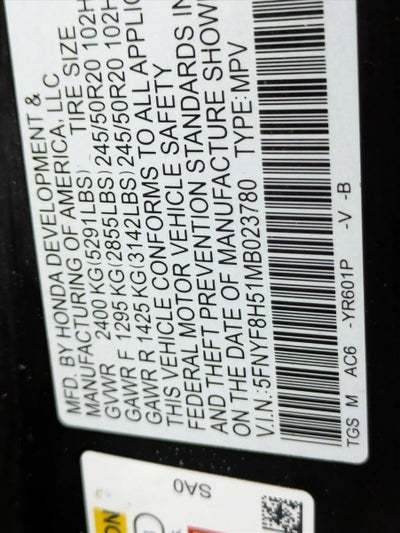 MFD. BY HONDA DEVELOPMENT &
MANUFACTURING OF AMERICA, LLC
TIRE SIZE
GVWR 2400 KG(5291LBS) 245/50R20 102H
GAWR F 1295 KG(2855LBS) 245/50R20 102H
GAWR R 1425 KG(3142LBS) 245/50R20 102H
THIS VEHICLE CONFORMS TO ALL APPLIC
FEDERAL MOTOR VEHICLE SAFETY
AND THEFT PREVENTION STANDARDS IN
ON THE DATE OF MANUFACTURE SHOW
V.I.N.:5FNYF8H51MB023780 TYPE:MPV
TGS M AC6 -YR601P -V -B
SA0